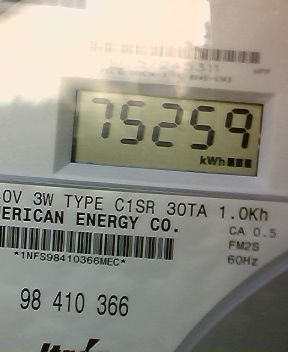 75259
kWh
0V 3W TYPE C1SR 30TA 1.0Kh
ERICAN ENERGY CO.
CA 0.5
FM2S
*1NFS98410366MEC*
60Hz
98 410 366